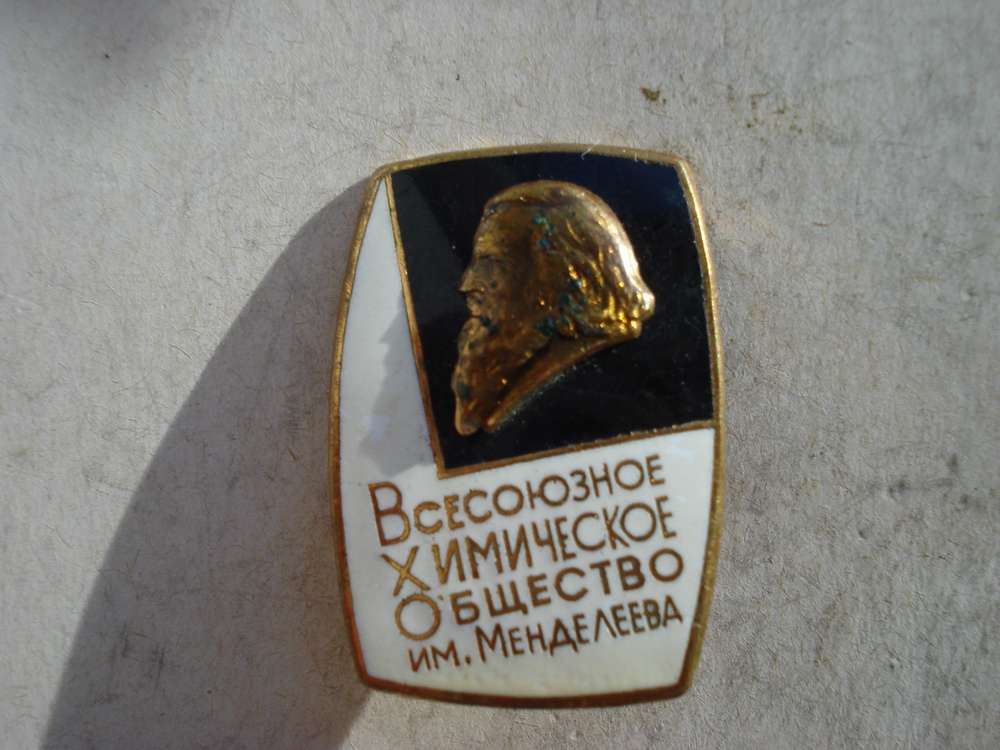 Всесоюзное
Химическое
Общество
им. Менделеева